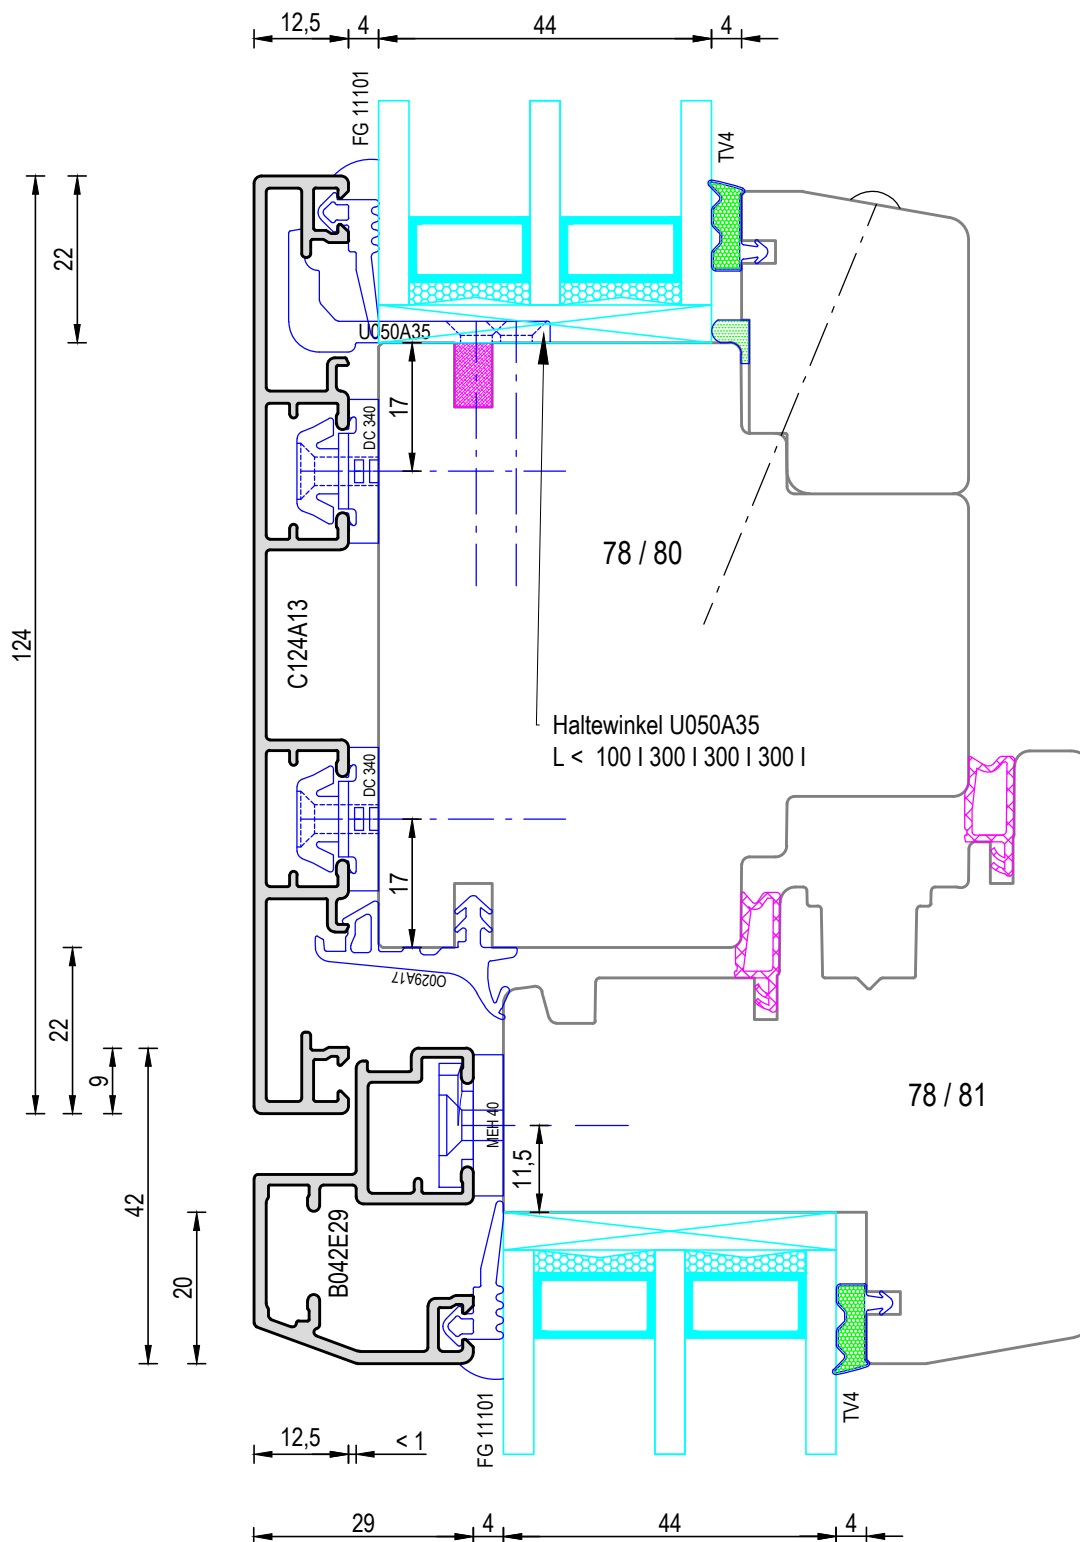 12,5
4
44
4
FG 11101
TV4
22
U050A35
17
DC 340
78 / 80
124
C124A13
Haltewinkel U050A35
L < 100 I 300 I 300 I 300 I
DC 340
17
O029A17
22
9
MEH 40
78 / 81
11,5
42
B042E29
20
FG 11101
TV4
12,5
< 1
29
4
44
4